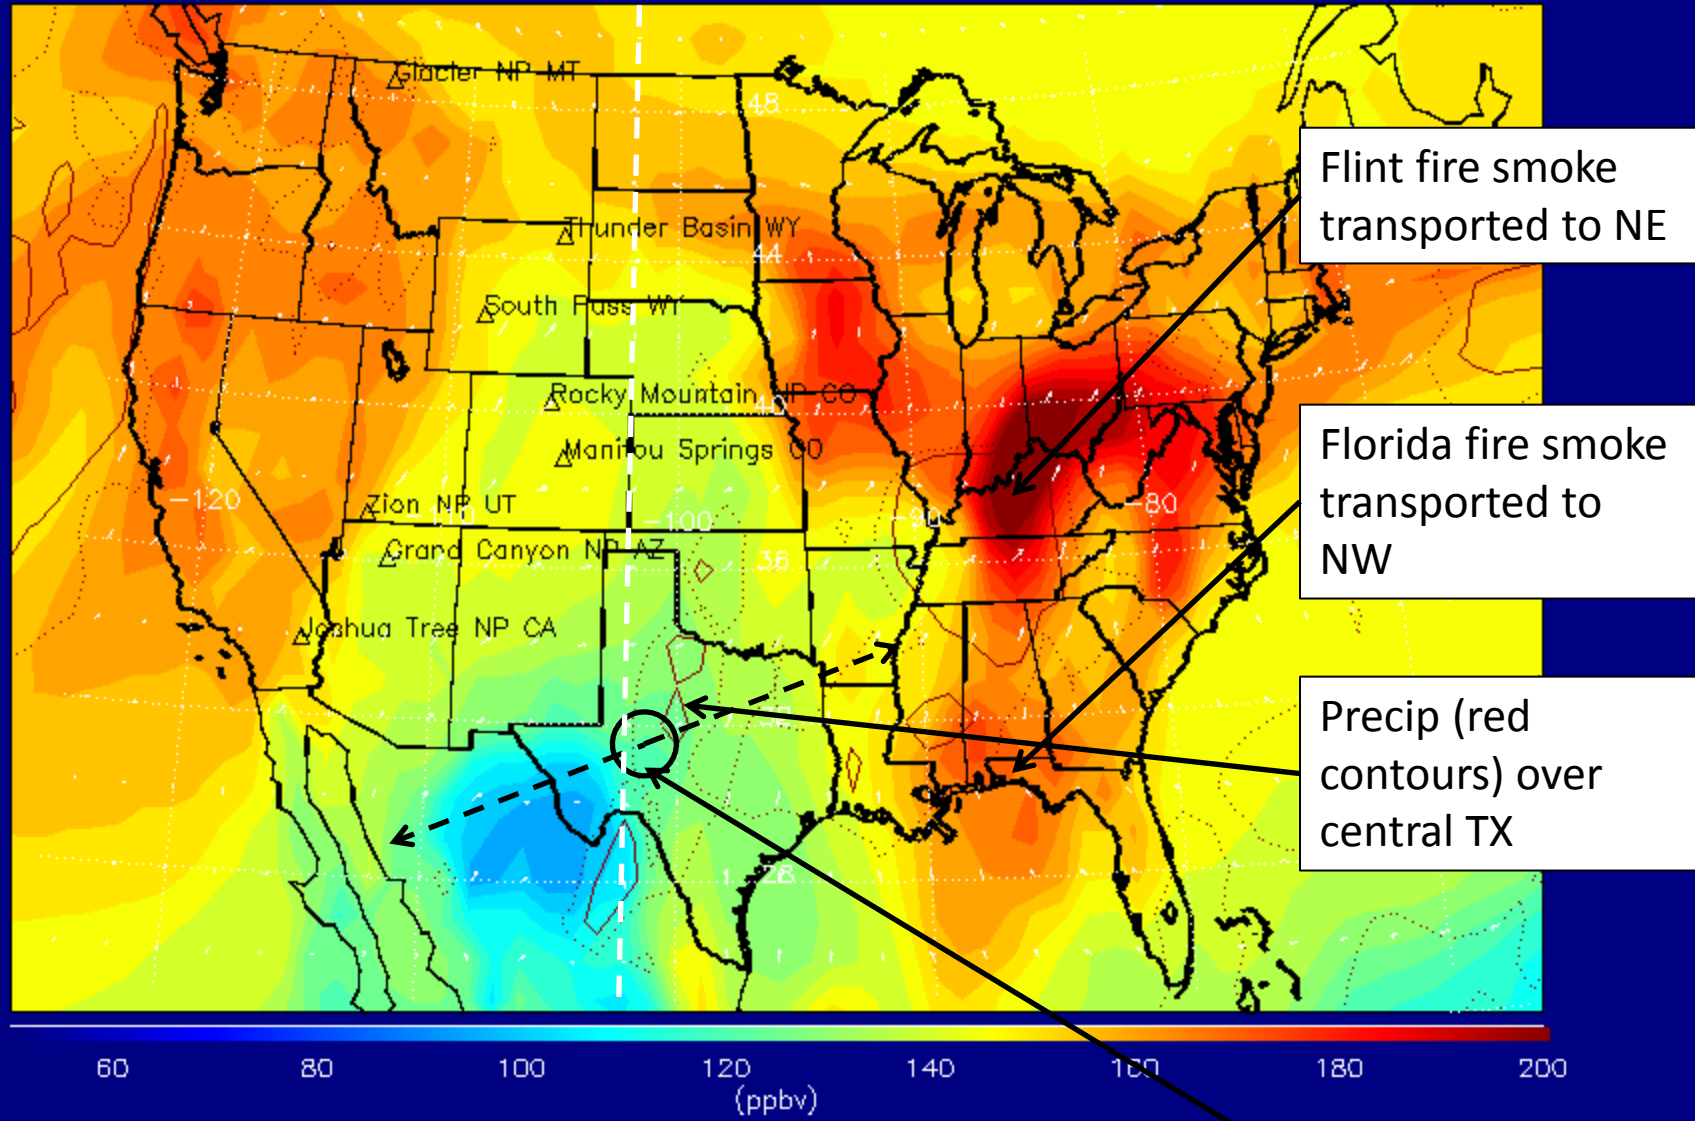 Glacier NP MT
48
Flint fire smoke
transported to NE
Thunder Basin WY
44
South Pass WY
Rocky Mountain NP CO
40
Florida fire smoke
transported to
NW
Manitou Springs CO
Zion NP UT
-120
-110
-100
-90
-80
Grand Canyon NP AZ
36
Joshua Tree NP CA
32
Precip (red
contours) over
central TX
28
60 80 100 120 140 160 180 200
(ppbv)